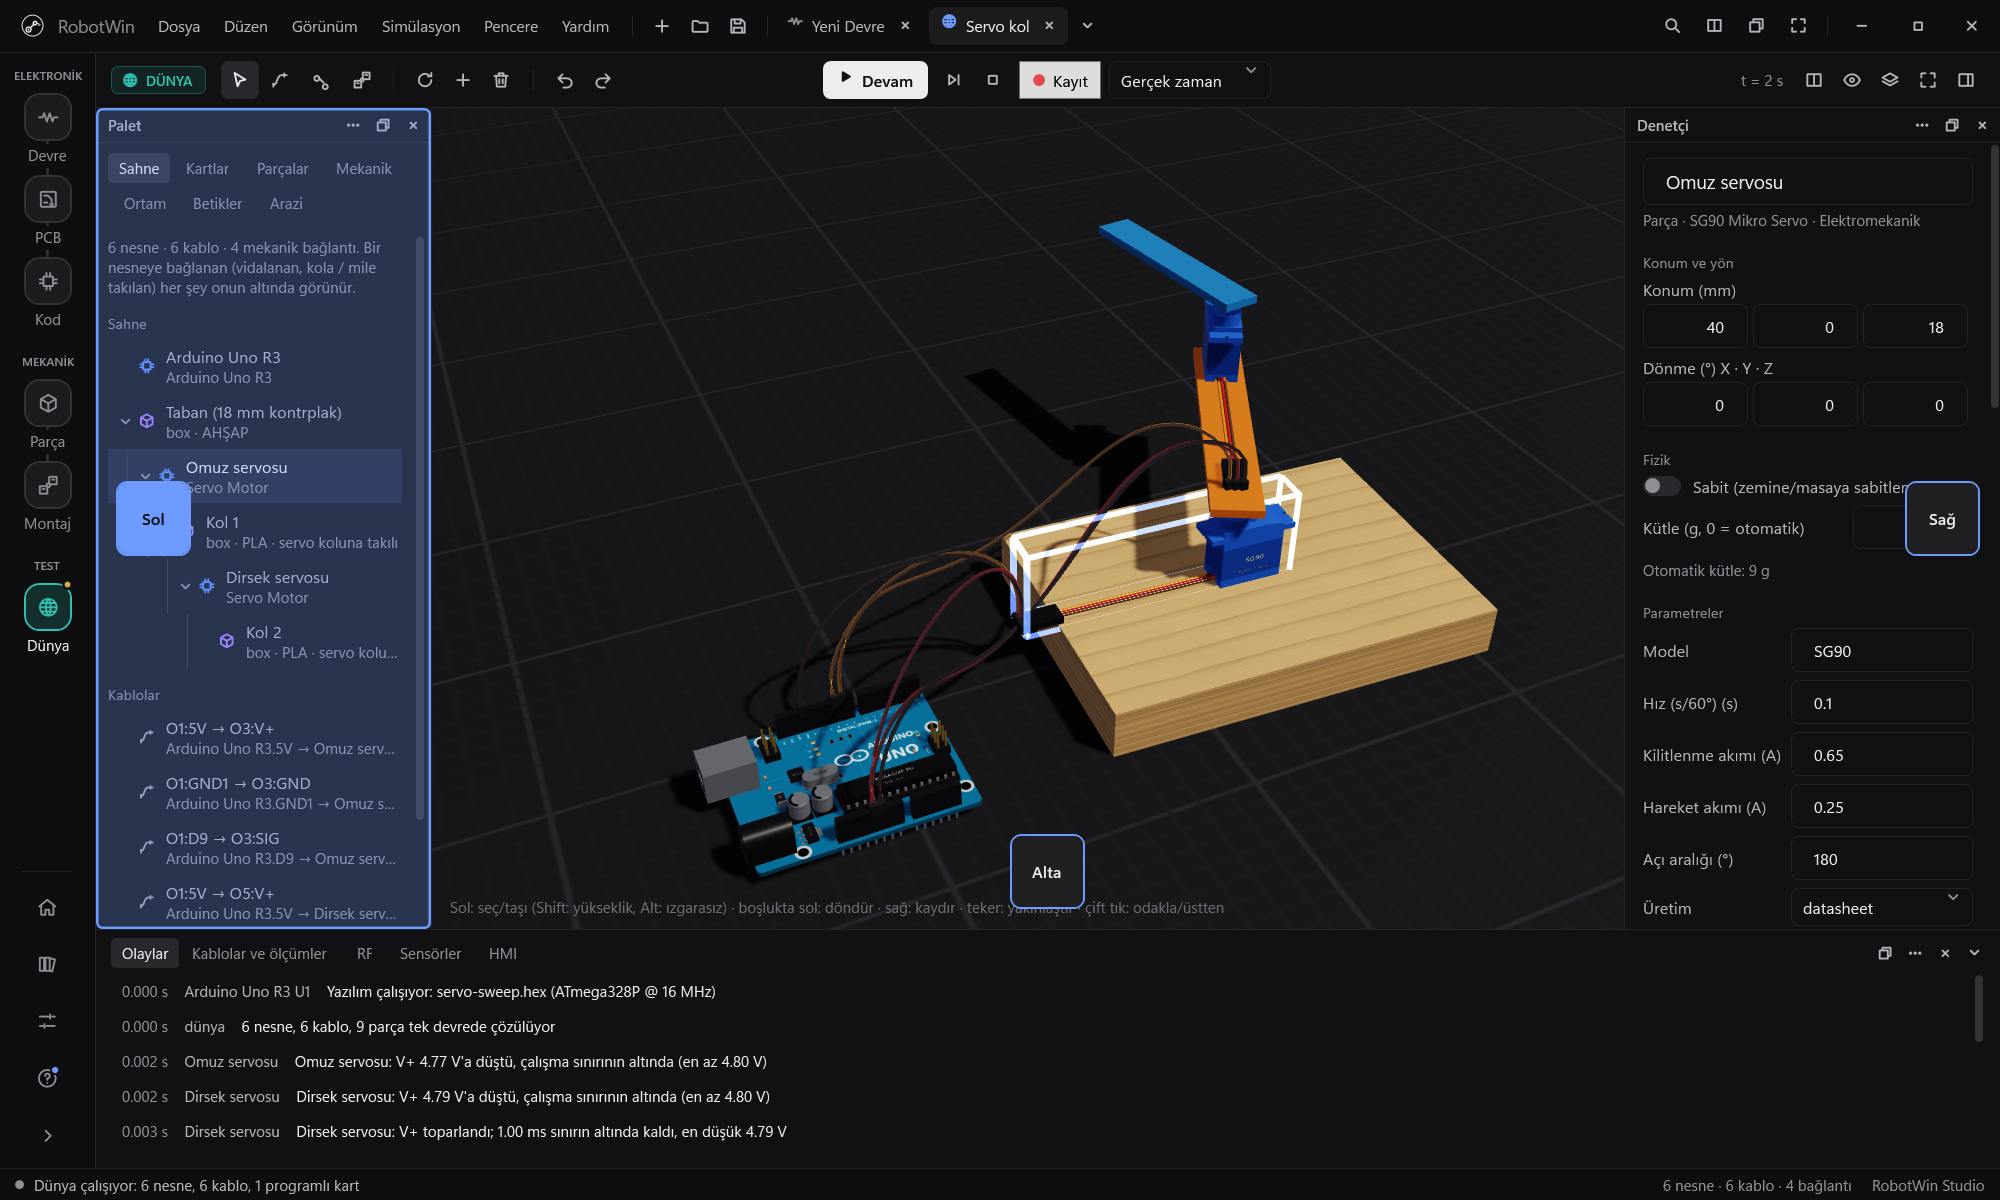 RobotWin Dosya Düzen Görünüm Simülasyon Pencere Yardım Yeni Devre Servo kol
ELEKTRONİK
Devre
PCB
Kod
MEKANİK
Parça
Montaj
TEST
Dünya
DÜNYA Devam Kayıt Gerçek zaman t = 2 s
Palet
Sahne Kartlar Parçalar Mekanik
Ortam Betikler Arazi
6 nesne · 6 kablo · 4 mekanik bağlantı. Bir
nesneye bağlanan (vidalanan, kola / mile
takılan) her şey onun altında görünür.
Sahne
Arduino Uno R3
Arduino Uno R3
Taban (18 mm kontrplak)
box · AHŞAP
Omuz servosu
Servo Motor
Sol
Kol 1
box · PLA · servo koluna takılı
Dirsek servosu
Servo Motor
Kol 2
box · PLA · servo kolu...
Kablolar
O1:5V → O3:V+
Arduino Uno R3.5V → Omuz serv...
O1:GND1 → O3:GND
Arduino Uno R3.GND1 → Omuz s...
O1:D9 → O3:SIG
Arduino Uno R3.D9 → Omuz serv...
O1:5V → O5:V+
Arduino Uno R3.5V → Dirsek serv...
SG90
ARDUINO
UNO
Alta
Sol: seç/taşı (Shift: yükseklik, Alt: ızgarasız) · boşlukta sol: döndür · sağ: kaydır · teker: yakınlaştır · çift tık: odakla/üstten
Denetçi
Omuz servosu
Parça · SG90 Mikro Servo · Elektromekanik
Konum ve yön
Konum (mm)
40 0 18
Dönme (°) X · Y · Z
0 0 0
Fizik
Sabit (zemine/masaya sabitler
Sağ
Kütle (g, 0 = otomatik)
Otomatik kütle: 9 g
Parametreler
Model SG90
Hız (s/60°) (s) 0.1
Kilitlenme akımı (A) 0.65
Hareket akımı (A) 0.25
Açı aralığı (°) 180
Üretim datasheet
Olaylar Kablolar ve ölçümler RF Sensörler HMI
0.000 s Arduino Uno R3 U1 Yazılım çalışıyor: servo-sweep.hex (ATmega328P @ 16 MHz)
0.000 s dünya 6 nesne, 6 kablo, 9 parça tek devrede çözülüyor
0.002 s Omuz servosu Omuz servosu: V+ 4.77 V'a düştü, çalışma sınırının altında (en az 4.80 V)
0.002 s Dirsek servosu Dirsek servosu: V+ 4.79 V'a düştü, çalışma sınırının altında (en az 4.80 V)
0.003 s Dirsek servosu Dirsek servosu: V+ toparlandı; 1.00 ms sınırın altında kaldı, en düşük 4.79 V
Dünya çalışıyor: 6 nesne, 6 kablo, 1 programlı kart 6 nesne · 6 kablo · 4 bağlantı RobotWin Studio